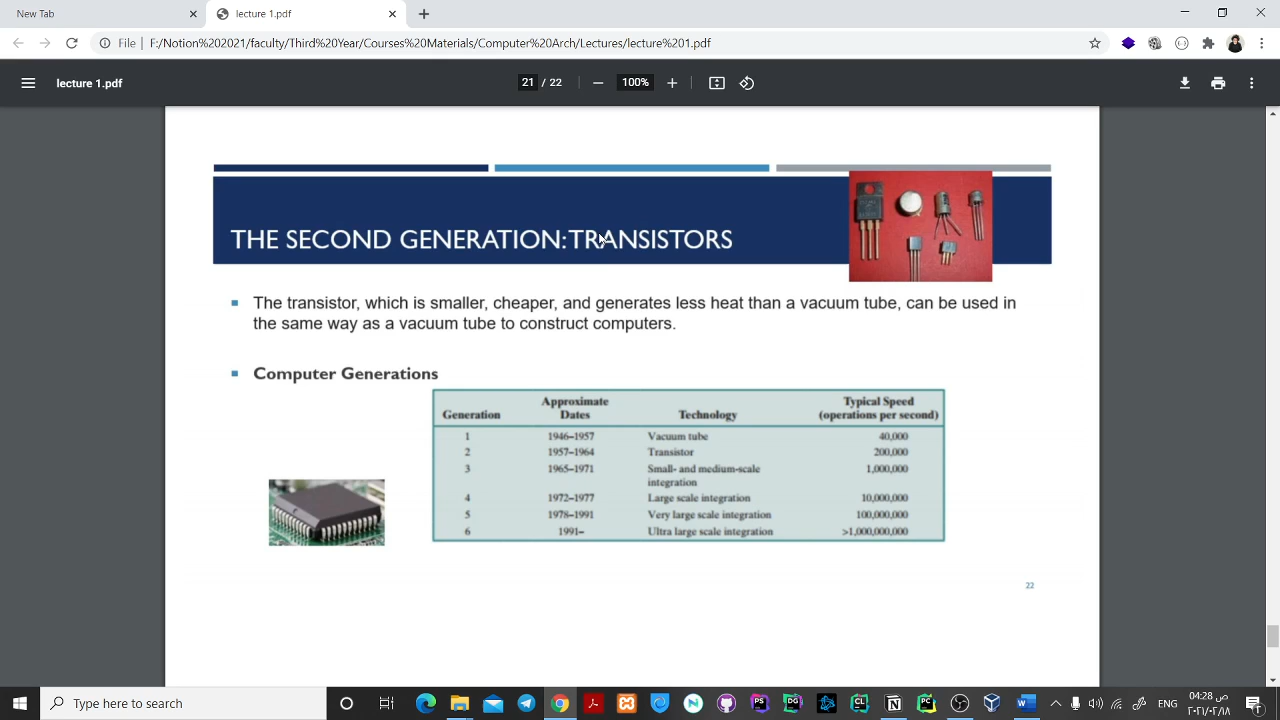 New Tab
lecture 1.pdf
File | F:/Notion%202021/faculty/Third%20Year/Courses%20Materials/Computer%20Arch/Lectures/lecture%201.pdf
lecture 1.pdf
21 / 22
100%
THE SECOND GENERATION: TRANSISTORS
The transistor, which is smaller, cheaper, and generates less heat than a vacuum tube, can be used in
the same way as a vacuum tube to construct computers.
Computer Generations
Generation Approximate Dates Technology Typical Speed (operations per second)
1 1946–1957 Vacuum tube 40,000
2 1957–1964 Transistor 200,000
3 1965–1971 Small- and medium-scale integration 1,000,000
4 1972–1977 Large scale integration 10,000,000
5 1978–1991 Very large scale integration 100,000,000
6 1991– Ultra large scale integration >1,000,000,000
22
Type here to search
PS
DG
CL
PC
ENG
04:28 ص